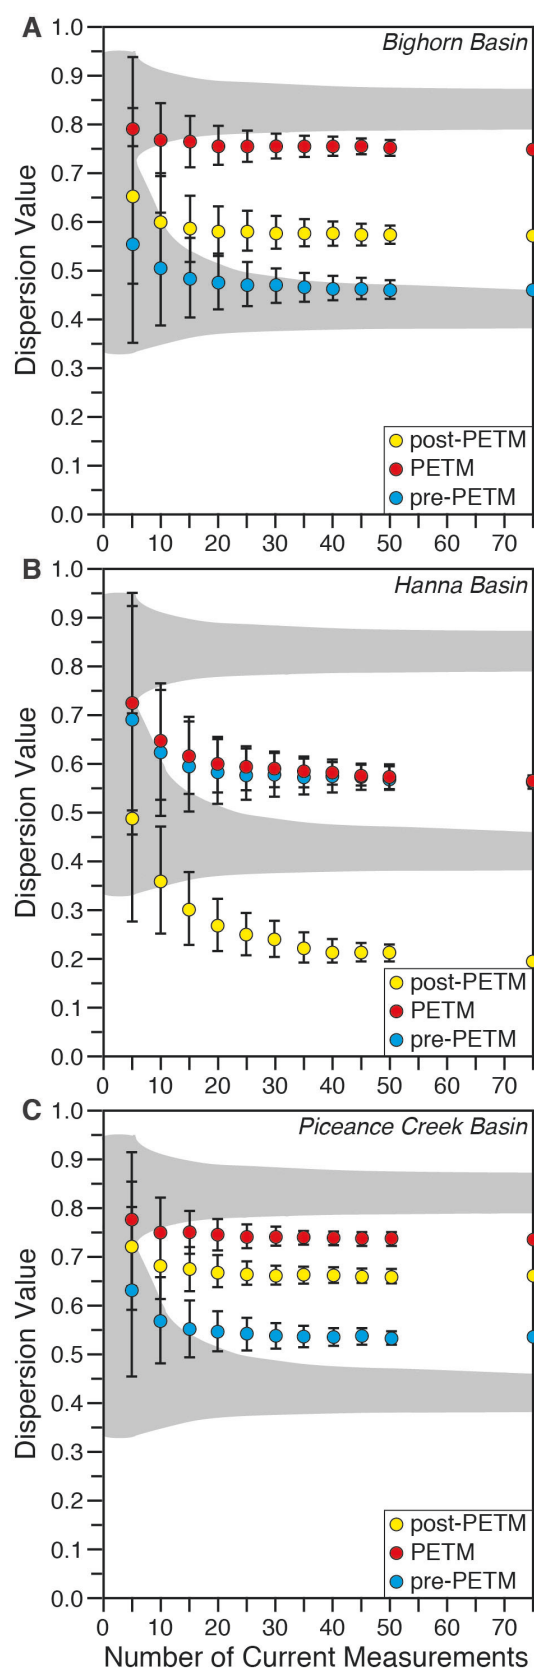 A
Bighorn Basin
1.0
0.9
0.8
0.7
0.6
0.5
0.4
0.3
0.2
0.1
0.0
Dispersion Value
post-PETM
PETM
pre-PETM
0 10 20 30 40 50 60 70
B
Hanna Basin
1.0
0.9
0.8
0.7
0.6
0.5
0.4
0.3
0.2
0.1
0.0
Dispersion Value
post-PETM
PETM
pre-PETM
0 10 20 30 40 50 60 70
C
Piceance Creek Basin
1.0
0.9
0.8
0.7
0.6
0.5
0.4
0.3
0.2
0.1
0.0
Dispersion Value
post-PETM
PETM
pre-PETM
0 10 20 30 40 50 60 70
Number of Current Measurements